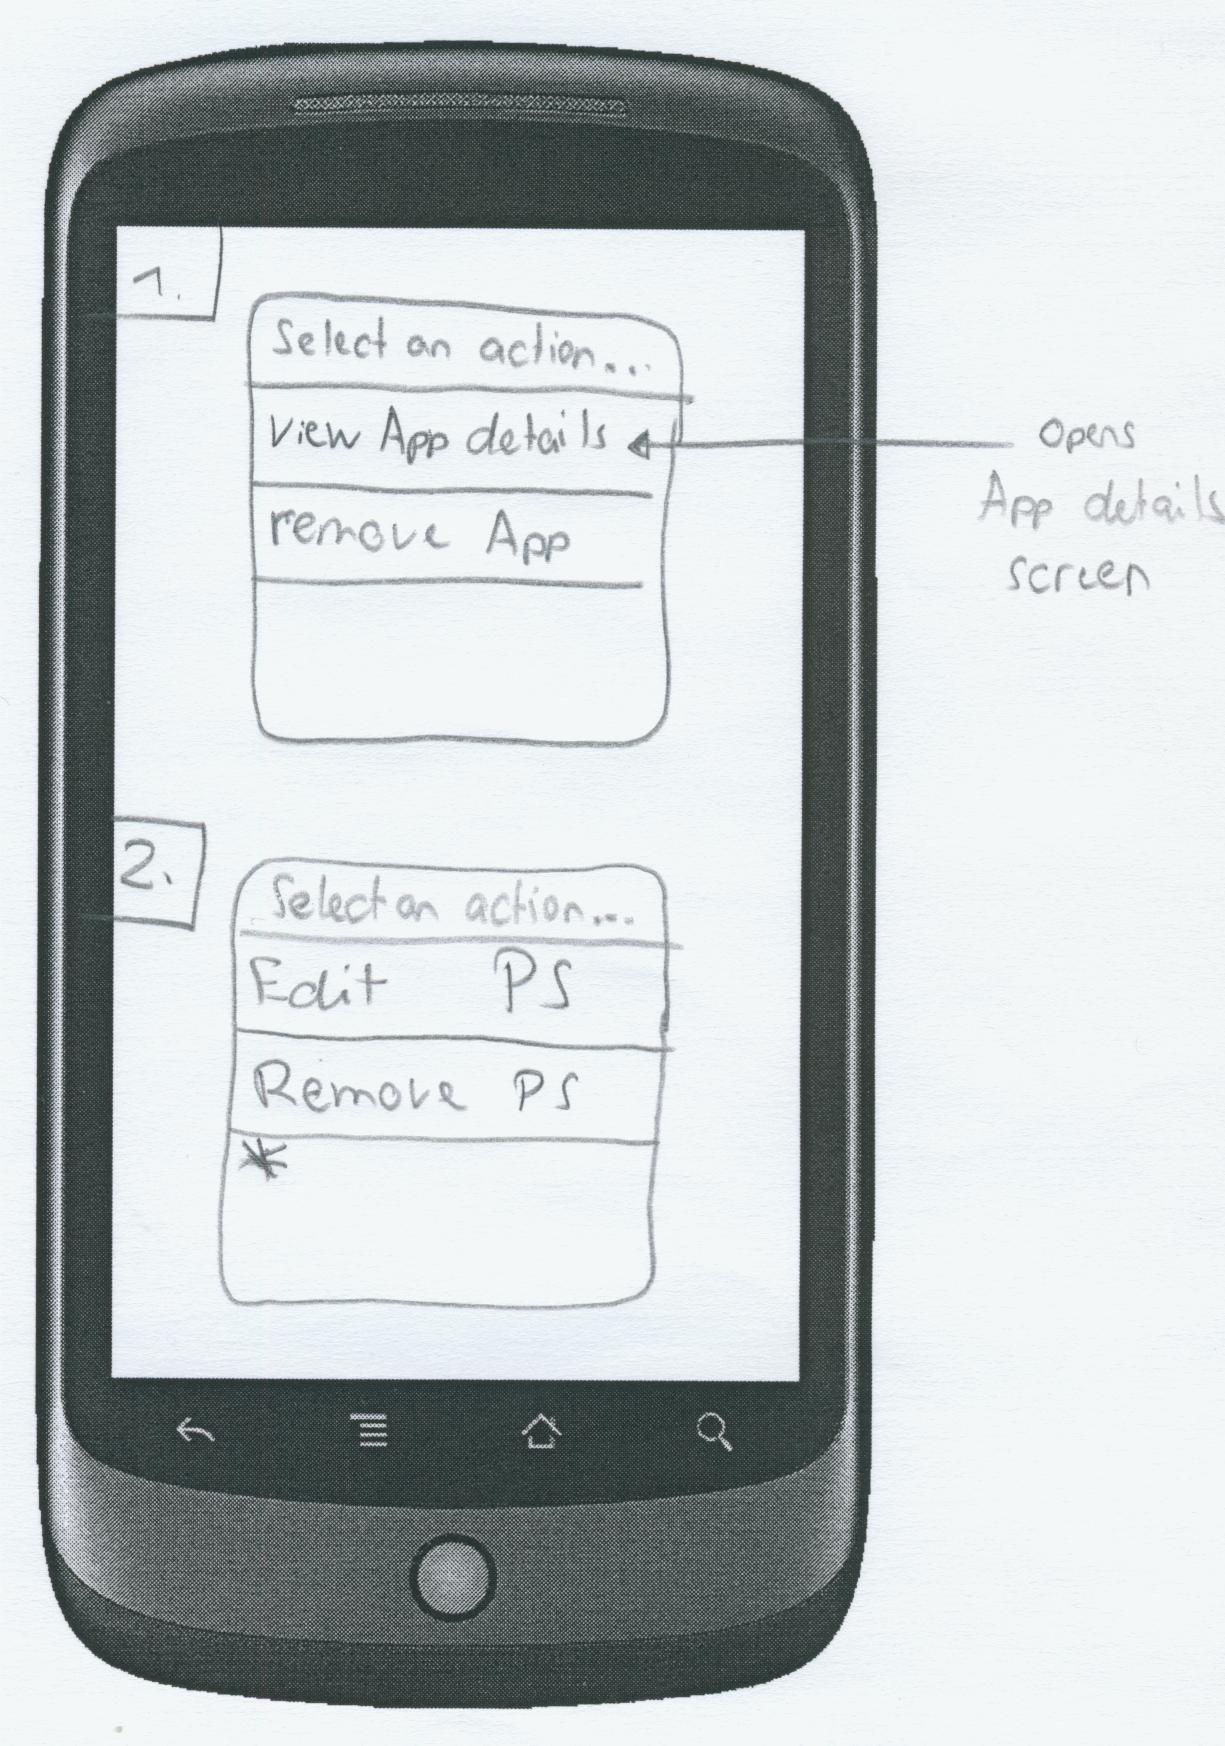 1.
Select an action...
View App details
Opens
App details
screen
remove App
2.
Select an action...
Edit PS
Remove PS
*